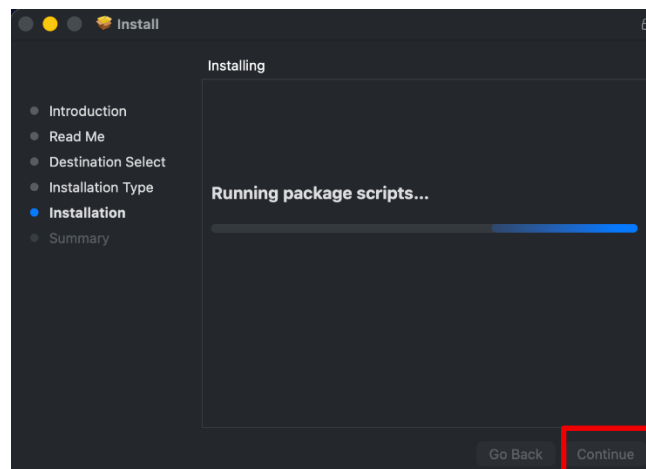 Install
Installing
Introduction
Read Me
Destination Select
Installation Type
Installation
Summary
Running package scripts...
Go Back
Continue